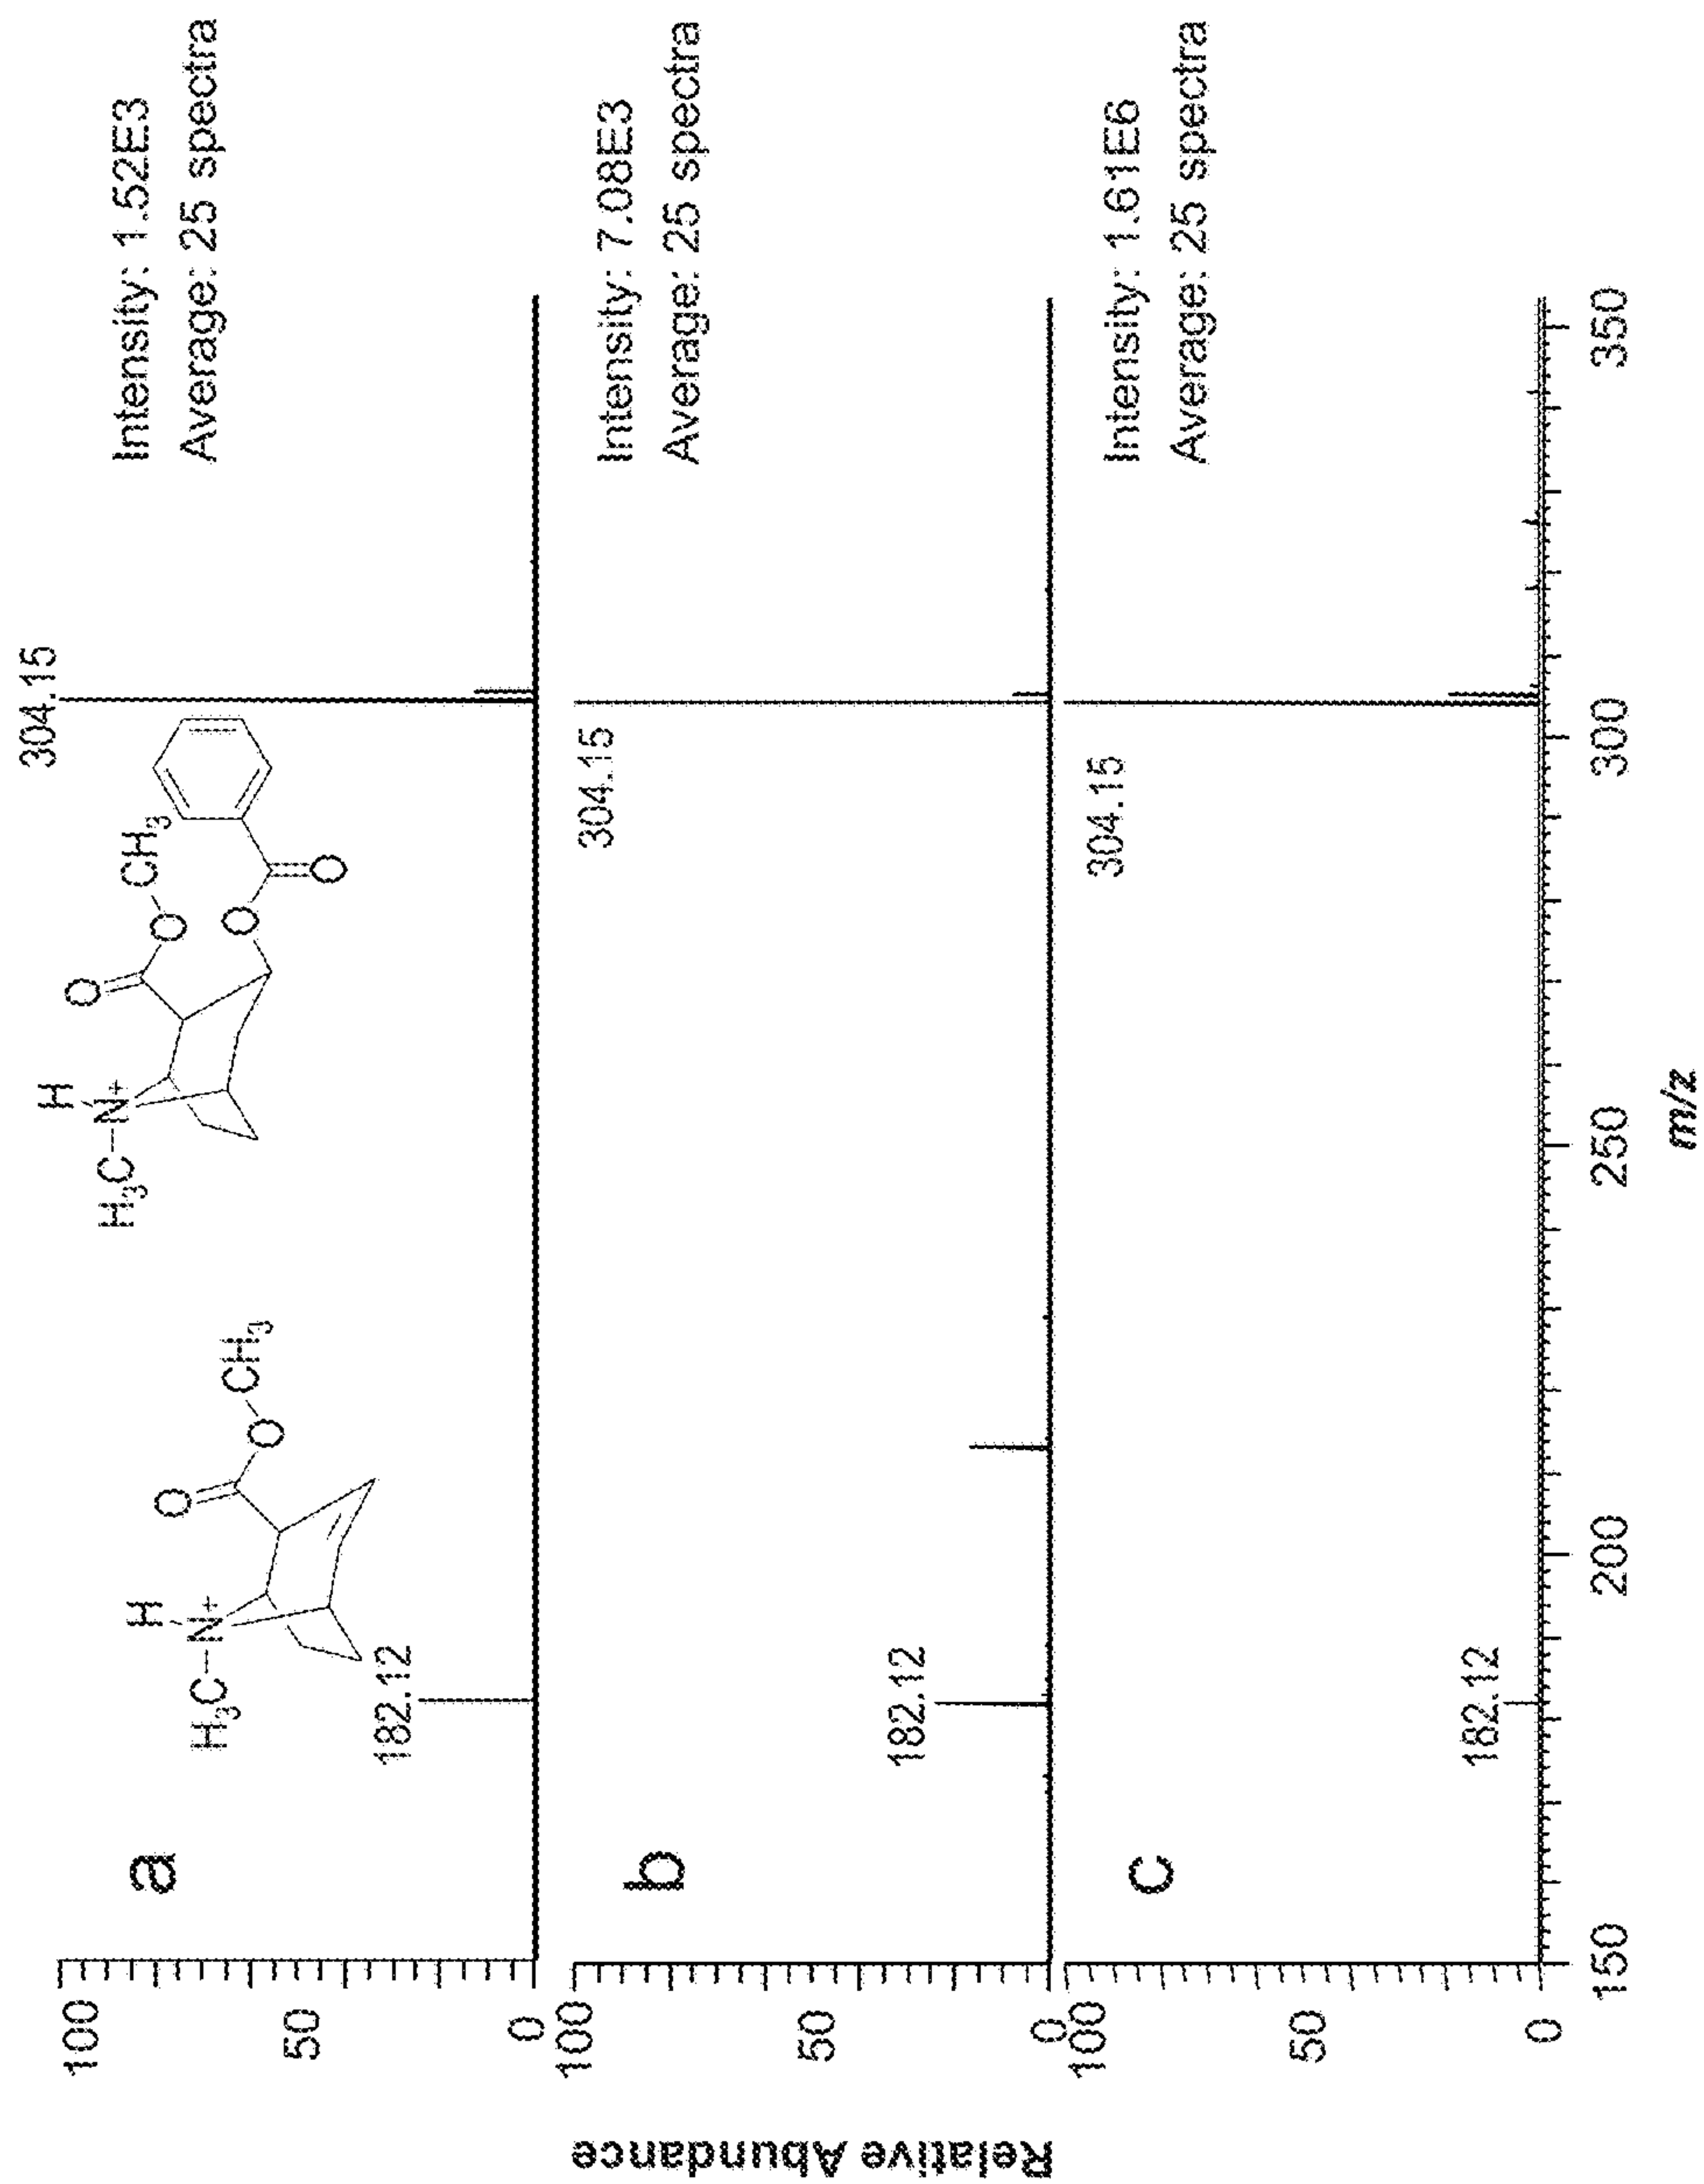 Relative Abundance
a
100
50
0
H
H₃C
N+
O
O
CH₃
182.12
H
H₃C
N+
O
O
CH₃
O
O
304.15
Intensity: 1.52E3
Average: 25 spectra
b
100
50
0
182.12
304.15
Intensity: 7.08E3
Average: 25 spectra
c
100
50
0
182.12
304.15
Intensity: 1.61E6
Average: 25 spectra
150 200 250 300 350
m/z